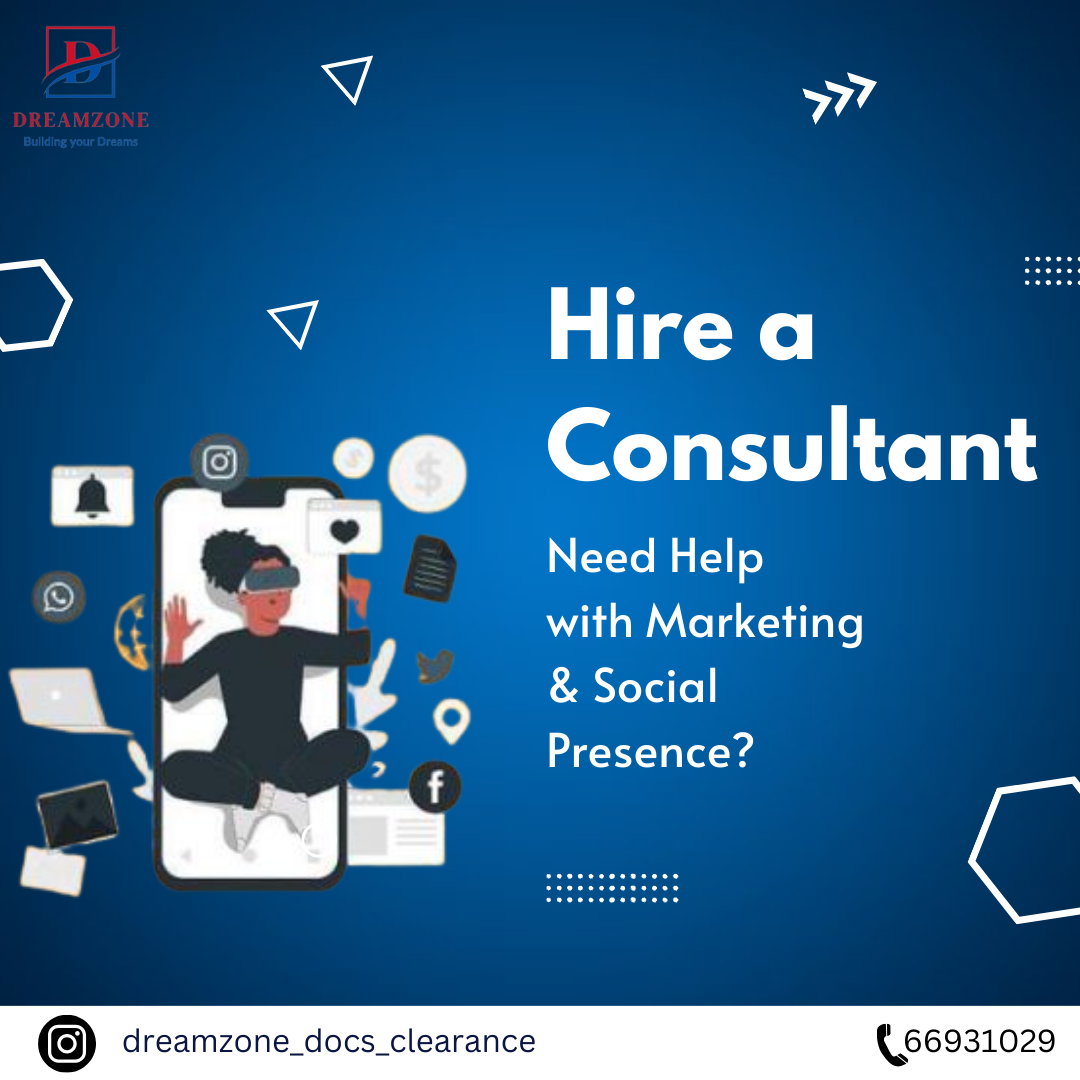 D
DREAMZONE
Building your Dreams
Hire a
Consultant
Need Help
with Marketing
& Social
Presence?
dreamzone_docs_clearance
66931029